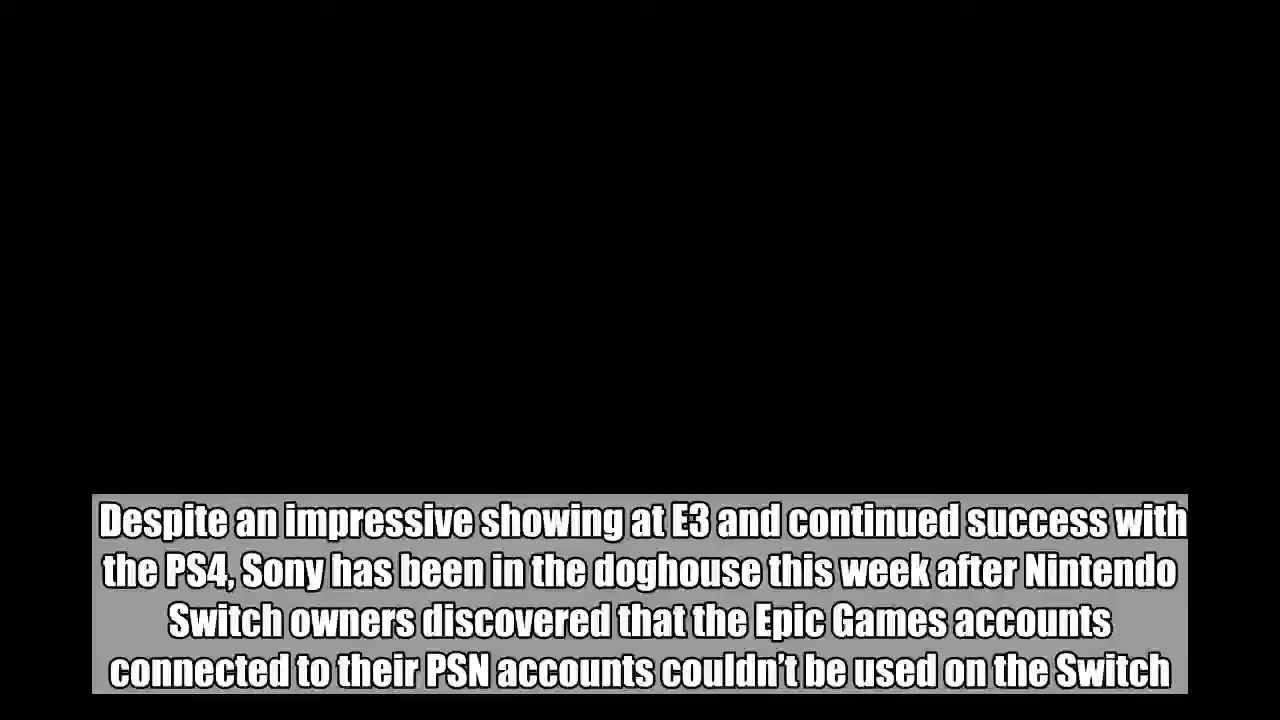 Despite an impressive showing at E3 and continued success with
the PS4, Sony has been in the doghouse this week after Nintendo
Switch owners discovered that the Epic Games accounts
connected to their PSN accounts couldn’t be used on the Switch